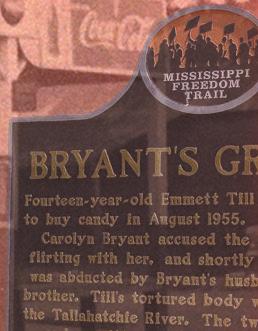 Coca-Cola
MISSISSIPPI
FREEDOM
TRAIL
BRYANT'S GR
Fourteen-year-old Emmett Till
to buy candy in August 1955.
Carolyn Bryant accused the
flirting with her, and shortly
was abducted by Bryant's husb
brother. Till's tortured body w
the Tallahatchie River. The tw